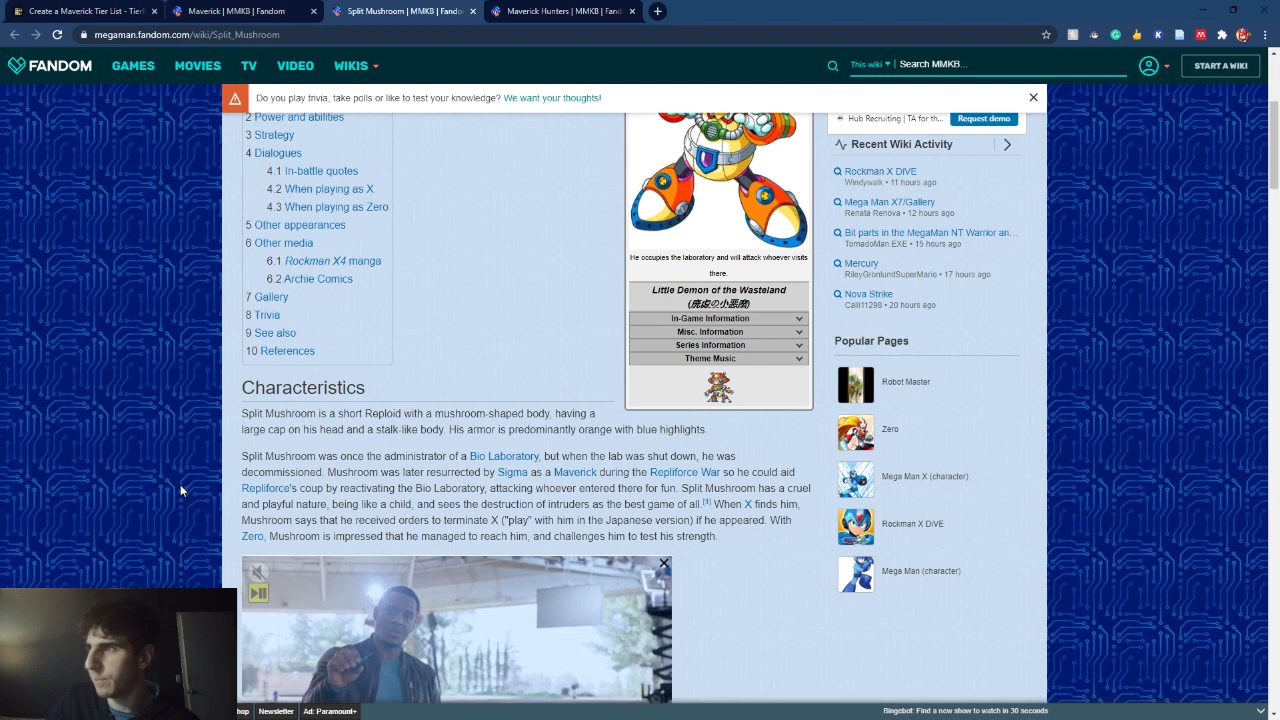 Create a Maverick Tier List - Tierl
Maverick | MMKB | Fandom
Split Mushroom | MMKB | Fandom
Maverick Hunters | MMKB | Fand
megaman.fandom.com/wiki/Split_Mushroom
FANDOM GAMES MOVIES TV VIDEO WIKIS
This wiki Search MMKB...
START A WIKI
Do you play trivia, take polls or like to test your knowledge? We want your thoughts!
2 Power and abilities
3 Strategy
4 Dialogues
4.1 In-battle quotes
4.2 When playing as X
4.3 When playing as Zero
5 Other appearances
6 Other media
6.1 Rockman X4 manga
6.2 Archie Comics
7 Gallery
8 Trivia
9 See also
10 References
He occupies the laboratory and will attack whoever visits
there.
Little Demon of the Wasteland
(廃虚の小悪魔)
In-Game Information
Misc. Information
Series Information
Theme Music
Characteristics
Split Mushroom is a short Reploid with a mushroom-shaped body, having a
large cap on his head and a stalk-like body. His armor is predominantly orange with blue highlights.
Split Mushroom was once the administrator of a Bio Laboratory, but when the lab was shut down, he was
decommissioned. Mushroom was later resurrected by Sigma as a Maverick during the Repliforce War so he could aid
Repliforce's coup by reactivating the Bio Laboratory, attacking whoever entered there for fun. Split Mushroom has a cruel
and playful nature, being like a child, and sees the destruction of intruders as the best game of all.[1] When X finds him,
Mushroom says that he received orders to terminate X ("play" with him in the Japanese version) if he appeared. With
Zero, Mushroom is impressed that he managed to reach him, and challenges him to test his strength.
Hub Recruiting | TA for th...
Request demo
Recent Wiki Activity
Rockman X DiVE
Windywalk • 11 hours ago
Mega Man X7/Gallery
Renata Renova • 12 hours ago
Bit parts in the MegaMan NT Warrior an...
TornadoMan.EXE • 15 hours ago
Mercury
RileyGronlundSuperMario • 17 hours ago
Nova Strike
Calli11298 • 20 hours ago
Popular Pages
Robot Master
Zero
Mega Man X (character)
Rockman X DiVE
Mega Man (character)
hop Newsletter Ad: Paramount+
Bingebot: Find a new show to watch in 30 seconds